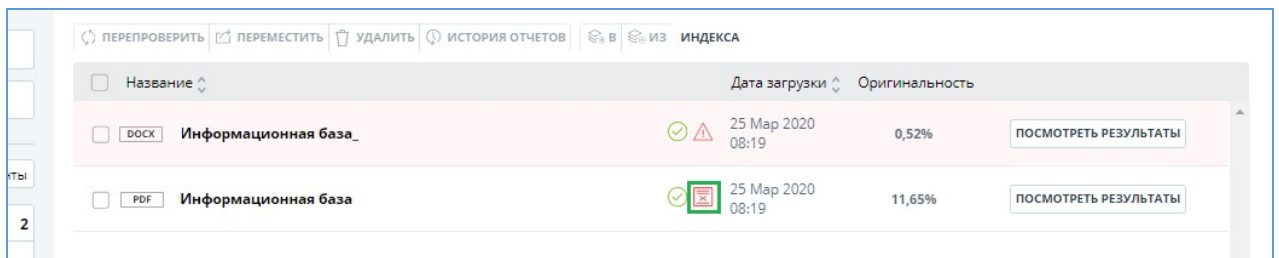 ПЕРЕПРОВЕРИТЬ ПЕРЕМЕСТИТЬ УДАЛИТЬ ИСТОРИЯ ОТЧЕТОВ В ИЗ ИНДЕКСА
Название Дата загрузки Оригинальность
DOCX Информационная база_ 25 Мар 2020 08:19 0,52% ПОСМОТРЕТЬ РЕЗУЛЬТАТЫ
нты
PDF Информационная база 25 Мар 2020 08:19 11,65% ПОСМОТРЕТЬ РЕЗУЛЬТАТЫ
2